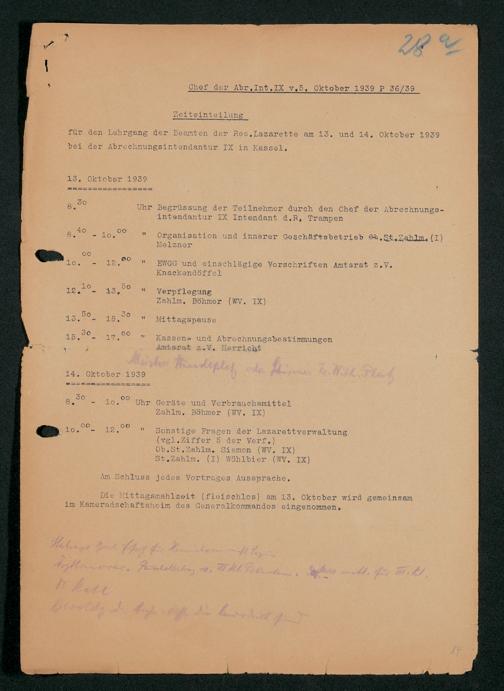 28 a/
Chef der Abr.Int.IX v.5. Oktober 1939 P 36/39
Zeiteinteilung
für den Lehrgang der Beamten der Res.Lazarette am 13. und 14. Oktober 1939
bei der Abrechnungsintendantur IX in Kassel.
13. Oktober 1939
8.30 Uhr Begrüssung der Teilnehmer durch den Chef der Abrechnungs-
intendantur IX Intendant d.R. Trampen
8.40 - 10.00 " Organisation und innerer Geschäftsbetrieb St.Zahlm.(I)
Melzner
10.00 - 12.00 " EWGG und einschlägige Vorschriften Amtsrat z.V.
Knackendöffel
12.10 - 13.50 " Verpflegung
Zahlm. Böhmer (WV. IX)
13.50 - 15.30 " Mittagspause
15.30 - 17.00 " Kassen- und Abrechnungsbestimmungen
Amtsrat z.V. Herricht
14. Oktober 1939
8.30 - 10.00 Uhr Geräte und Verbrauchsmittel
Zahlm. Böhmer (WV. IX)
10.00 - 12.00 " Sonstige Fragen der Lazarettverwaltung
(vgl.Ziffer 5 der Verf.)
Ob.St.Zahlm. Siemon (WV. IX)
St.Zahlm. (I) Wöhlbier (WV. IX)
Am Schluss jedes Vortrages Aussprache.
Die Mittagsmahlzeit (fleischlos) am 13. Oktober wird gemeinsam
im Kameradschaftsheim des Generalkommandos eingenommen.